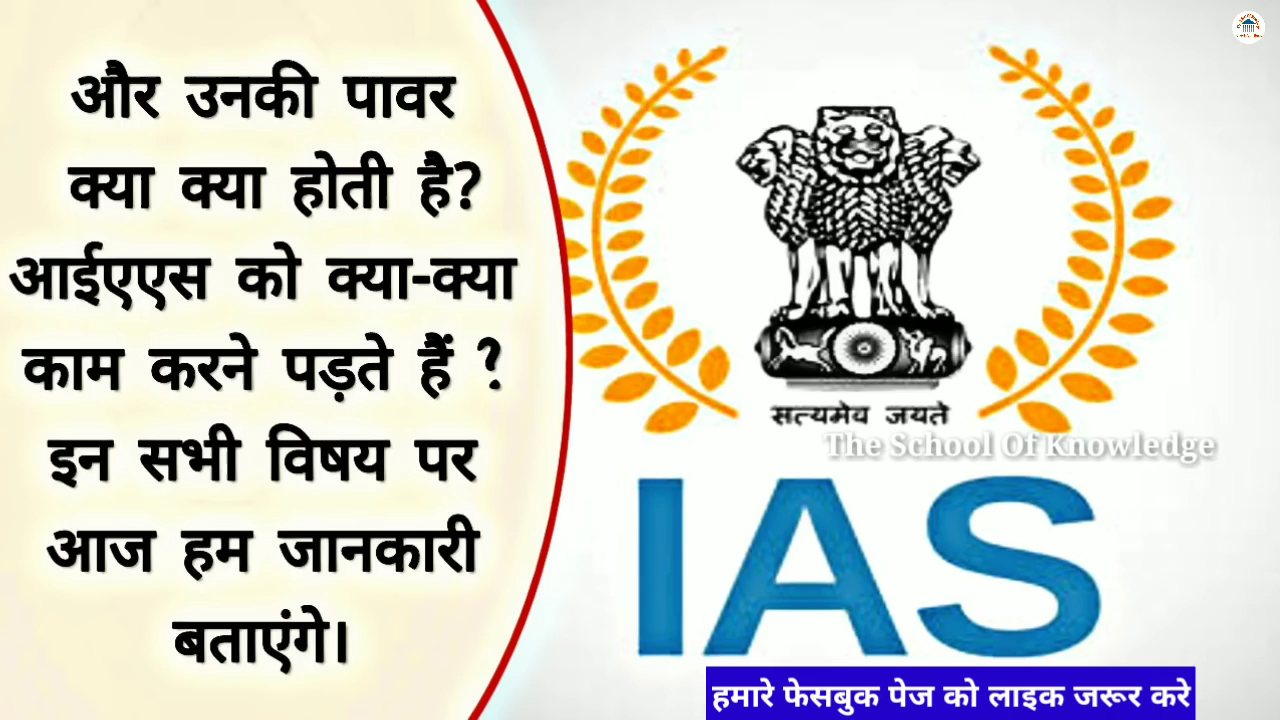 और उनकी पावर
क्या क्या होती है?
आईएएस को क्या-क्या
काम करने पड़ते हैं ?
इन सभी विषय पर
आज हम जानकारी
बताएंगे।
सत्यमेव जयते
The School Of Knowledge
IAS
हमारे फेसबुक पेज को लाइक जरूर करे